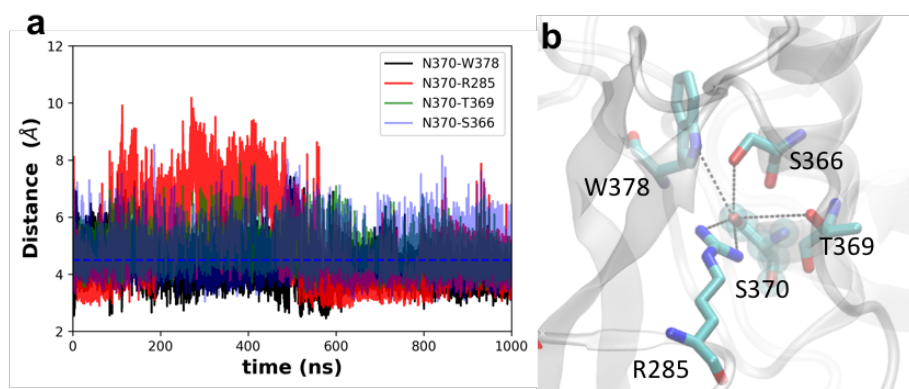 a
12
10
8
6
4
2
Distance (Å)
0
200
400
600
800
1000
time (ns)
N370-W378
N370-R285
N370-T369
N370-S366
b
W378
S366
T369
S370
R285